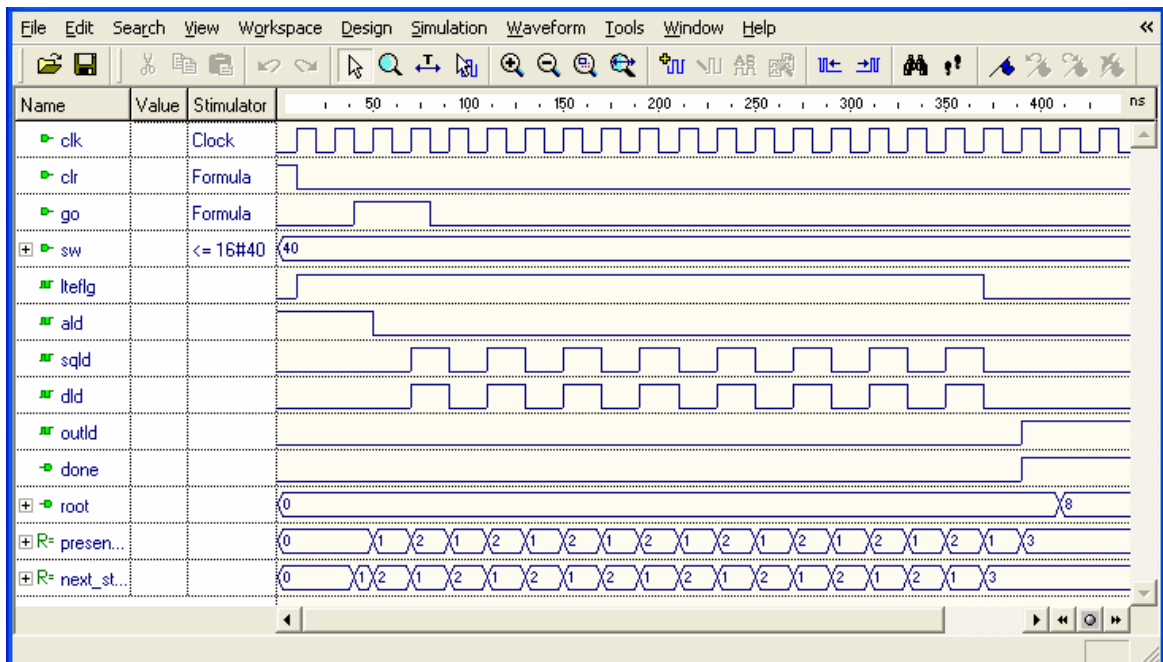 File Edit Search View Workspace Design Simulation Waveform Tools Window Help
Name Value Stimulator 50 100 150 200 250 300 350 400 ns
clk Clock
clr Formula
go Formula
sw <= 16#40 40
lteflg
ald
sqld
dld
outld
done
root 0 8
R= presen... 0 1 2 1 2 1 2 1 2 1 2 1 2 1 2 1 2 1 3
R= next_st... 0 1 2 1 2 1 2 1 2 1 2 1 2 1 2 1 2 1 3